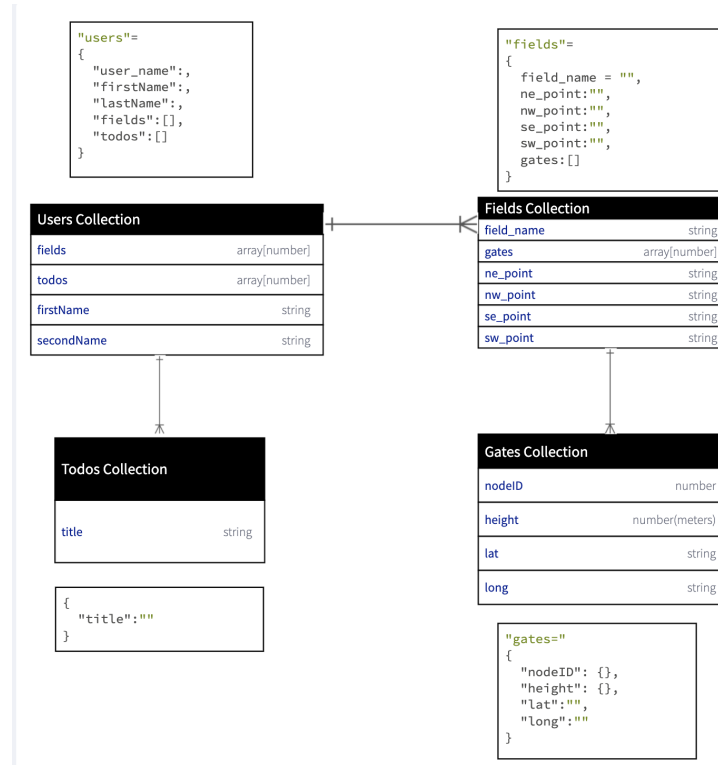 "users"=
{
"user_name":,
"firstName":,
"lastName":,
"fields":[],
"todos":[]
}
Users Collection
fields array[number]
todos array[number]
firstName string
secondName string
Todos Collection
title string
{
"title":""
}
"fields"=
{
field_name = "",
ne_point:"",
nw_point:"",
se_point:"",
sw_point:"",
gates:[]
}
Fields Collection
field_name string
gates array[number]
ne_point string
nw_point string
se_point string
sw_point string
Gates Collection
nodeID number
height number(meters)
lat string
long string
"gates="
{
"nodeID": {},
"height": {},
"lat":"",
"long":""
}